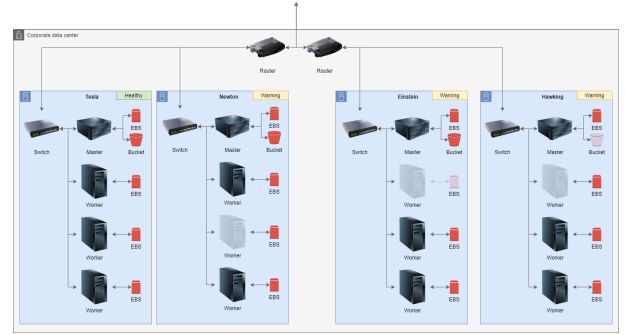 Corporate data center
Router
Router
Tesla
Healthy
Newton
Warning
Einstein
Warning
Hawking
Warning
EBS
EBS
EBS
EBS
Switch
Master
Bucket
Switch
Master
Bucket
Switch
Master
Bucket
Switch
Master
Bucket
EBS
EBS
EBS
EBS
Worker
Worker
Worker
Worker
EBS
EBS
EBS
EBS
Worker
Worker
Worker
Worker
EBS
EBS
EBS
EBS
Worker
Worker
Worker
Worker